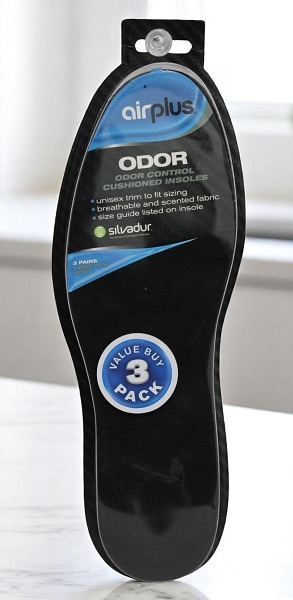 airplus
ODOR
ODOR CONTROL
CUSHIONED INSOLES
• unisex trim to fit sizing
• breathable and scented fabric
• size guide listed on insole
silvadur
3 PAIRS
VALUE BUY
3
PACK